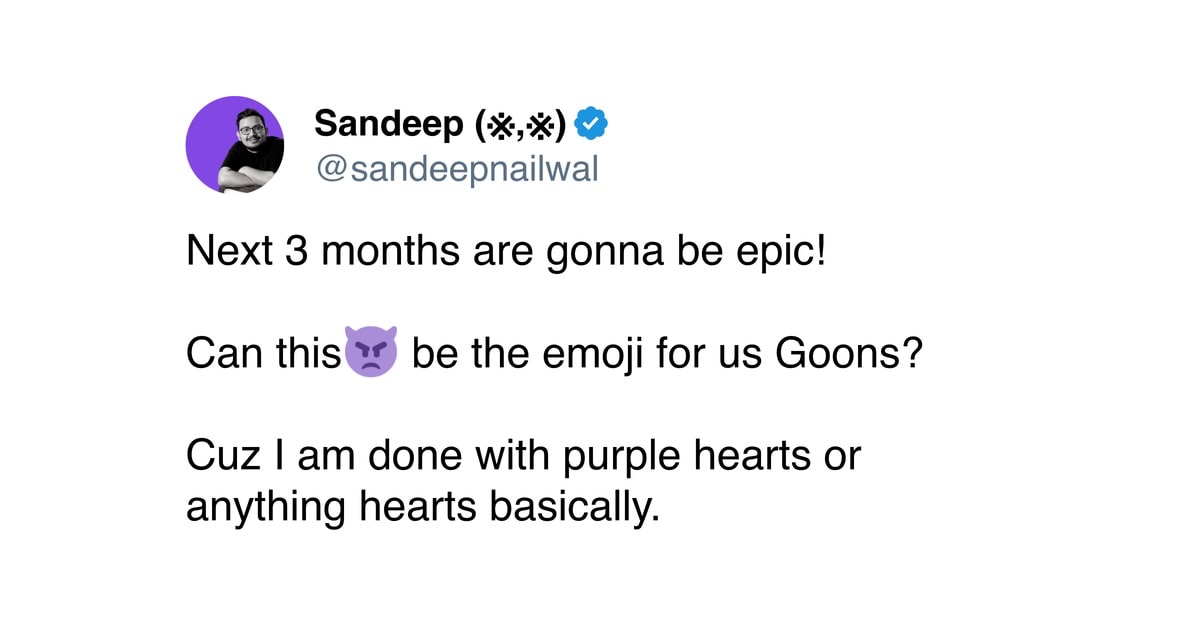 Sandeep (※,※)
@sandeepnailwal
Next 3 months are gonna be epic!
Can this👿 be the emoji for us Goons?
Cuz I am done with purple hearts or
anything hearts basically.